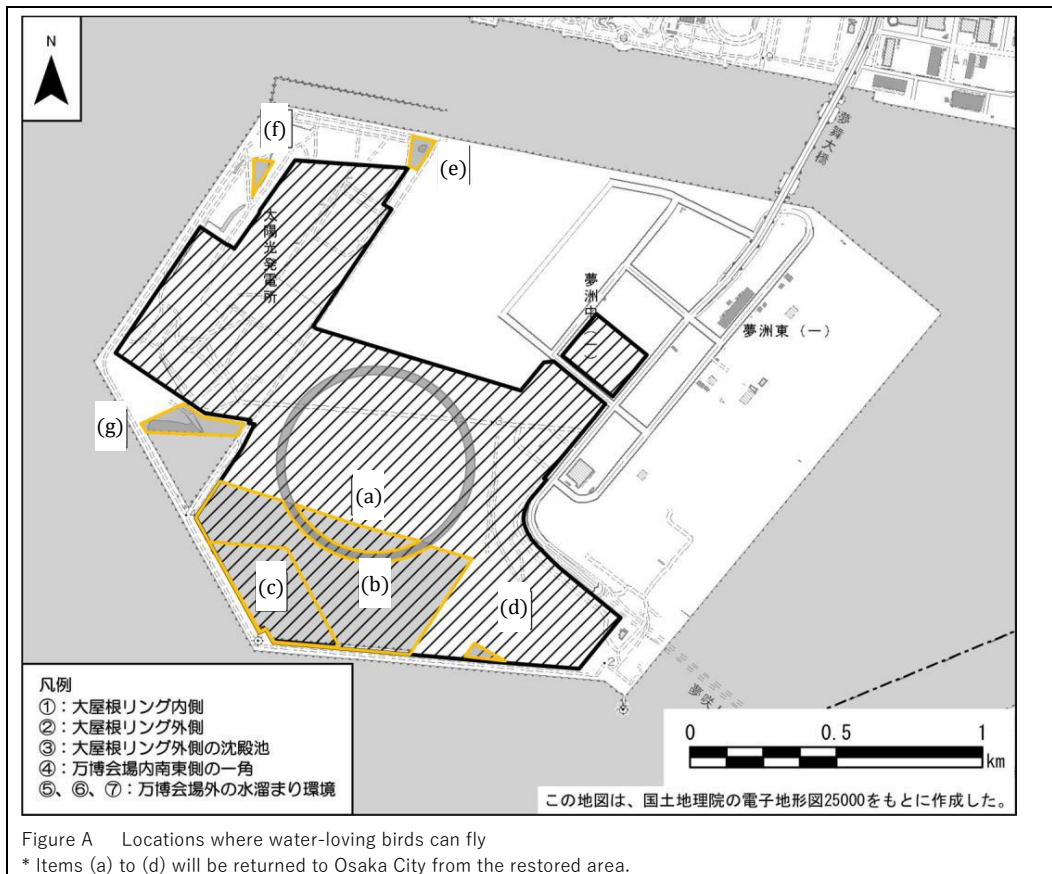 N
夢舞大橋
(f)
(e)
太陽光発電所
夢洲中(一)
夢洲東(一)
(g)
(a)
(b)
(c)
(d)
・3
・2
夢咲
凡例
①：大屋根リング内側
②：大屋根リング外側
③：大屋根リング外側の沈殿池
④：万博会場内南東側の一角
⑤、⑥、⑦：万博会場外の水溜まり環境
0 0.5 1
km
この地図は、国土地理院の電子地形図25000をもとに作成した。
Figure A Locations where water-loving birds can fly
* Items (a) to (d) will be returned to Osaka City from the restored area.